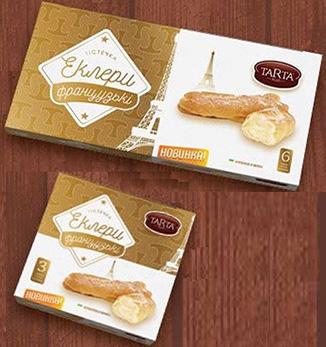 ТІСТЕЧКА
Еклери
французькі
TARTA
НОВИНКА!
6
ТІСТЕЧКА
Еклери
французькі
TARTA
3
НОВИНКА!